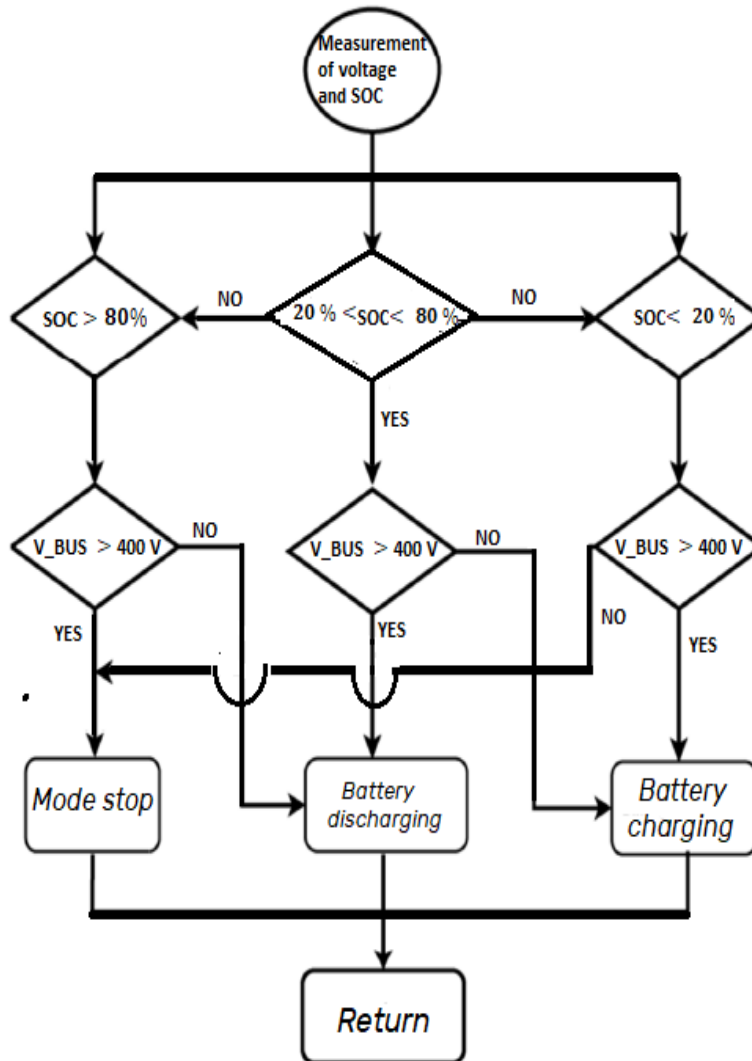 Measurement
of voltage
and SOC
NO
NO
SOC > 80%
20 % <SOC< 80 %
SOC< 20 %
YES
V_BUS > 400 V
NO
V_BUS > 400 V
NO
V_BUS > 400 V
YES
YES
NO
YES
Mode stop
Battery
discharging
Battery
charging
Return